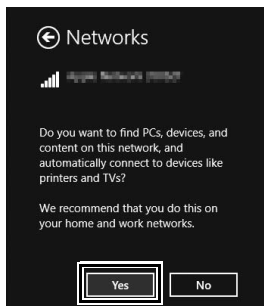 Networks
Do you want to find PCs, devices, and
content on this network, and
automatically connect to devices like
printers and TVs?
We recommend that you do this on
your home and work networks.
Yes No